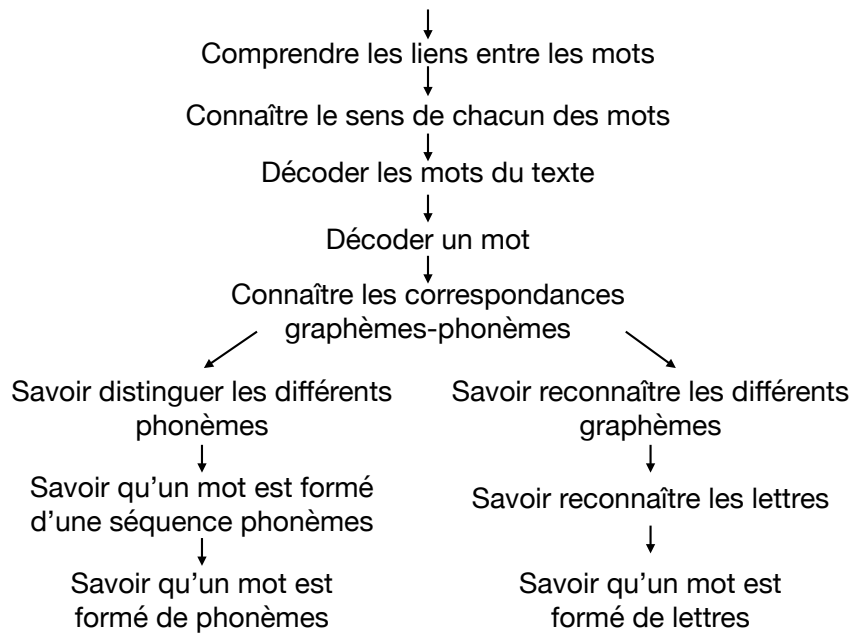 Comprendre les liens entre les mots
Connaître le sens de chacun des mots
Décoder les mots du texte
Décoder un mot
Connaître les correspondances
graphèmes-phonèmes
Savoir distinguer les différents
phonèmes
Savoir qu’un mot est formé
d’une séquence phonèmes
Savoir qu’un mot est
formé de phonèmes
Savoir reconnaître les différents
graphèmes
Savoir reconnaître les lettres
Savoir qu’un mot est
formé de lettres